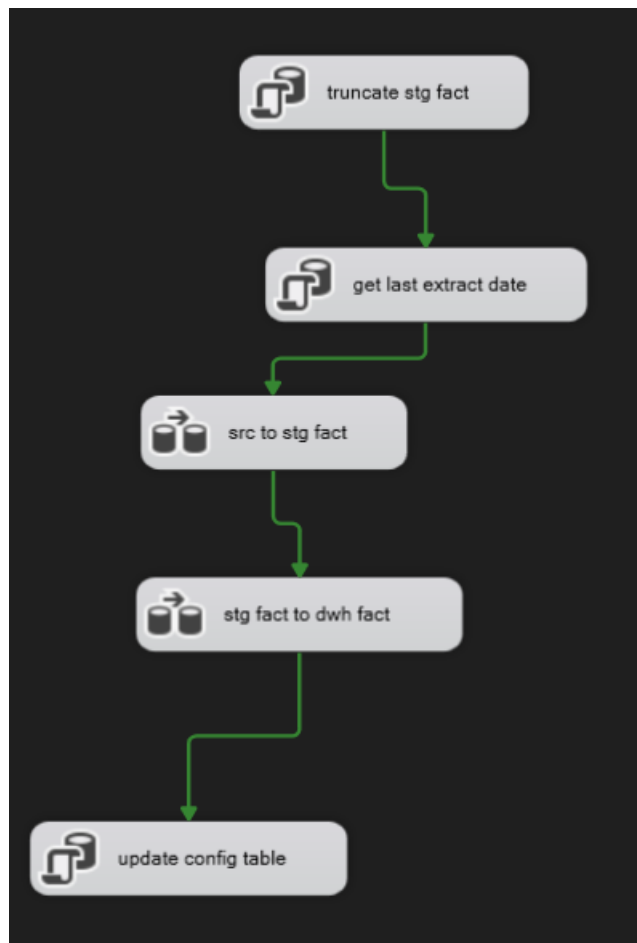 truncate stg fact
get last extract date
src to stg fact
stg fact to dwh fact
update config table